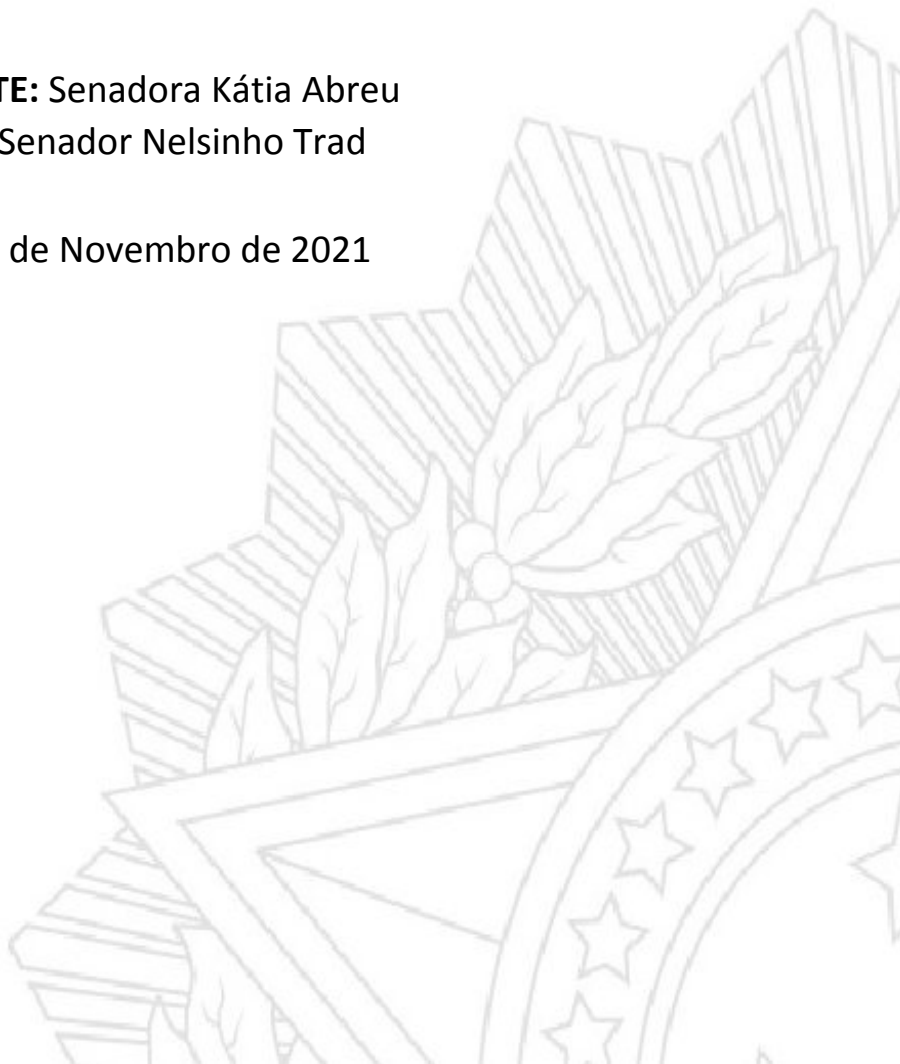 TE: Senadora Kátia Abreu
Senador Nelsinho Trad
de Novembro de 2021